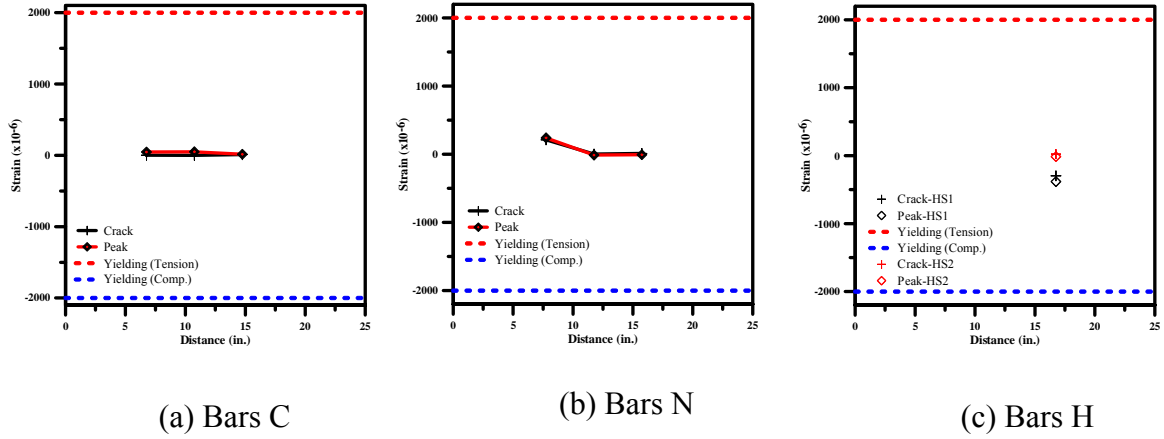 2000
1000
0
-1000
-2000
Strain (x10-6)
Crack
Peak
Yielding (Tension)
Yielding (Comp.)
0 5 10 15 20 25
Distance (in.)
(a) Bars C
2000
1000
0
-1000
-2000
Strain (x10-6)
Crack
Peak
Yielding (Tension)
Yielding (Comp.)
0 5 10 15 20 25
Distance (in.)
(b) Bars N
2000
1000
0
-1000
-2000
Strain (x10-6)
Crack-HS1
Peak-HS1
Yielding (Tension)
Yielding (Comp.)
Crack-HS2
Peak-HS2
0 5 10 15 20 25
Distance (in.)
(c) Bars H